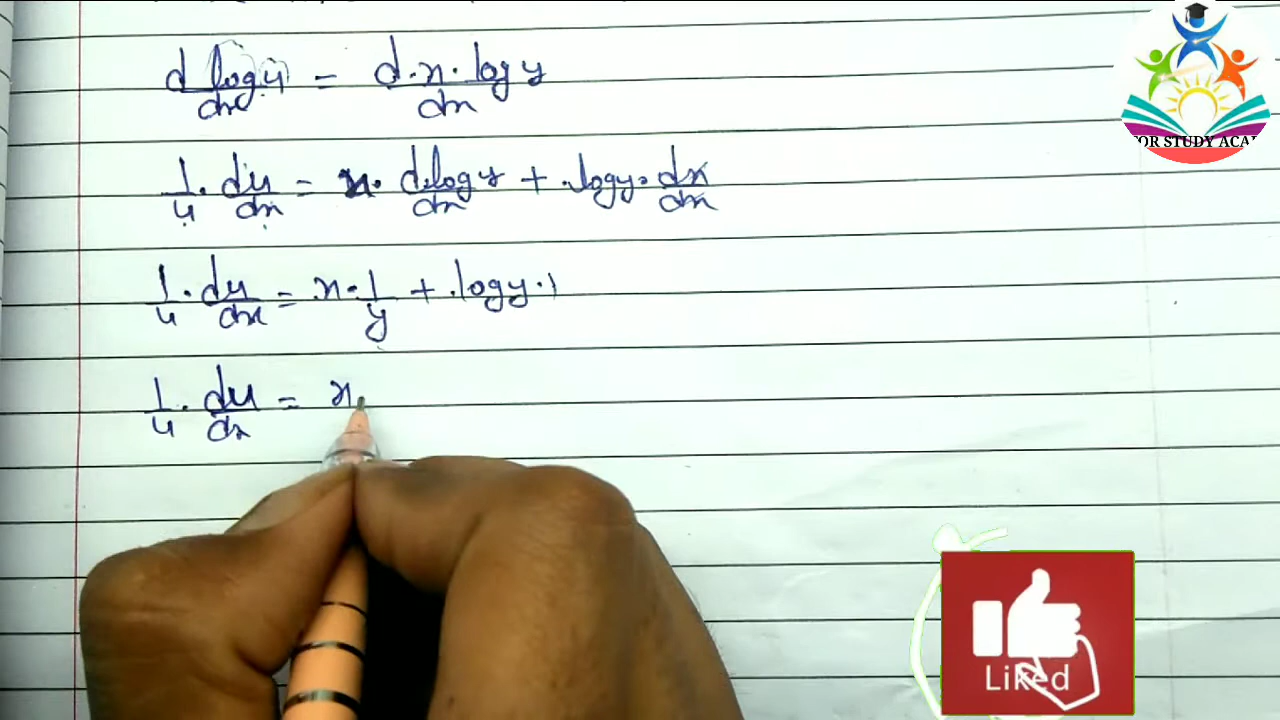 d log u / dx = d·x·log y / dx
1/u · du/dx = x· d·log y / dx + log y · dx/dx
1/u · du/dx = x · 1/y + log y · 1
1/u · du/dx = x·
OR STUDY ACA
Liked